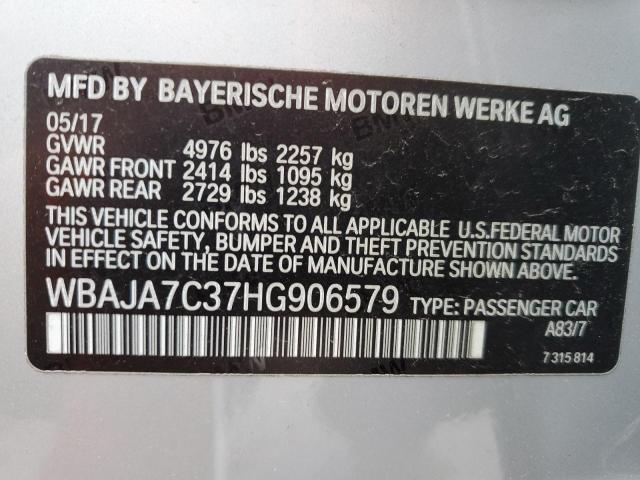 MFD BY BAYERISCHE MOTOREN WERKE AG
05/17
GVWR 4976 lbs 2257 kg
GAWR FRONT 2414 lbs 1095 kg
GAWR REAR 2729 lbs 1238 kg
THIS VEHICLE CONFORMS TO ALL APPLICABLE U.S.FEDERAL MOTOR
VEHICLE SAFETY, BUMPER AND THEFT PREVENTION STANDARDS
IN EFFECT ON THE DATE OF MANUFACTURE SHOWN ABOVE.
WBAJA7C37HG906579 TYPE: PASSENGER CAR
A83/7
7 315 814